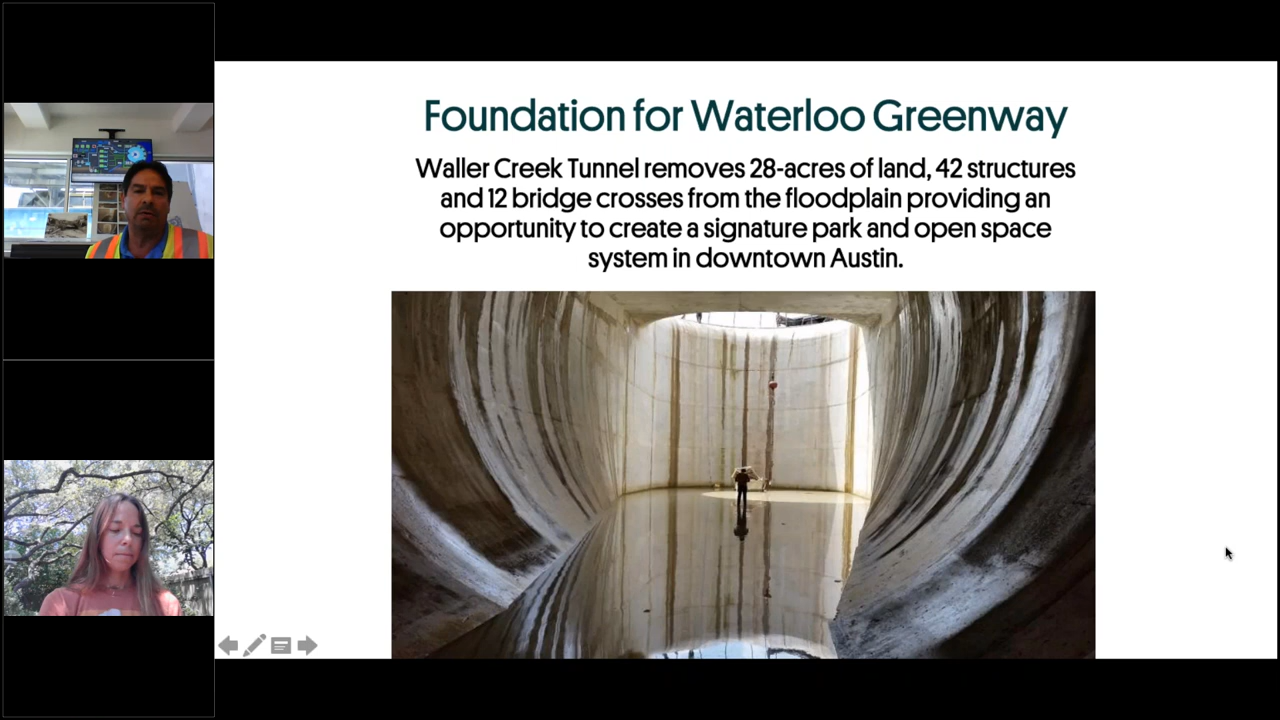 Foundation for Waterloo Greenway
Waller Creek Tunnel removes 28-acres of land, 42 structures
and 12 bridge crosses from the floodplain providing an
opportunity to create a signature park and open space
system in downtown Austin.